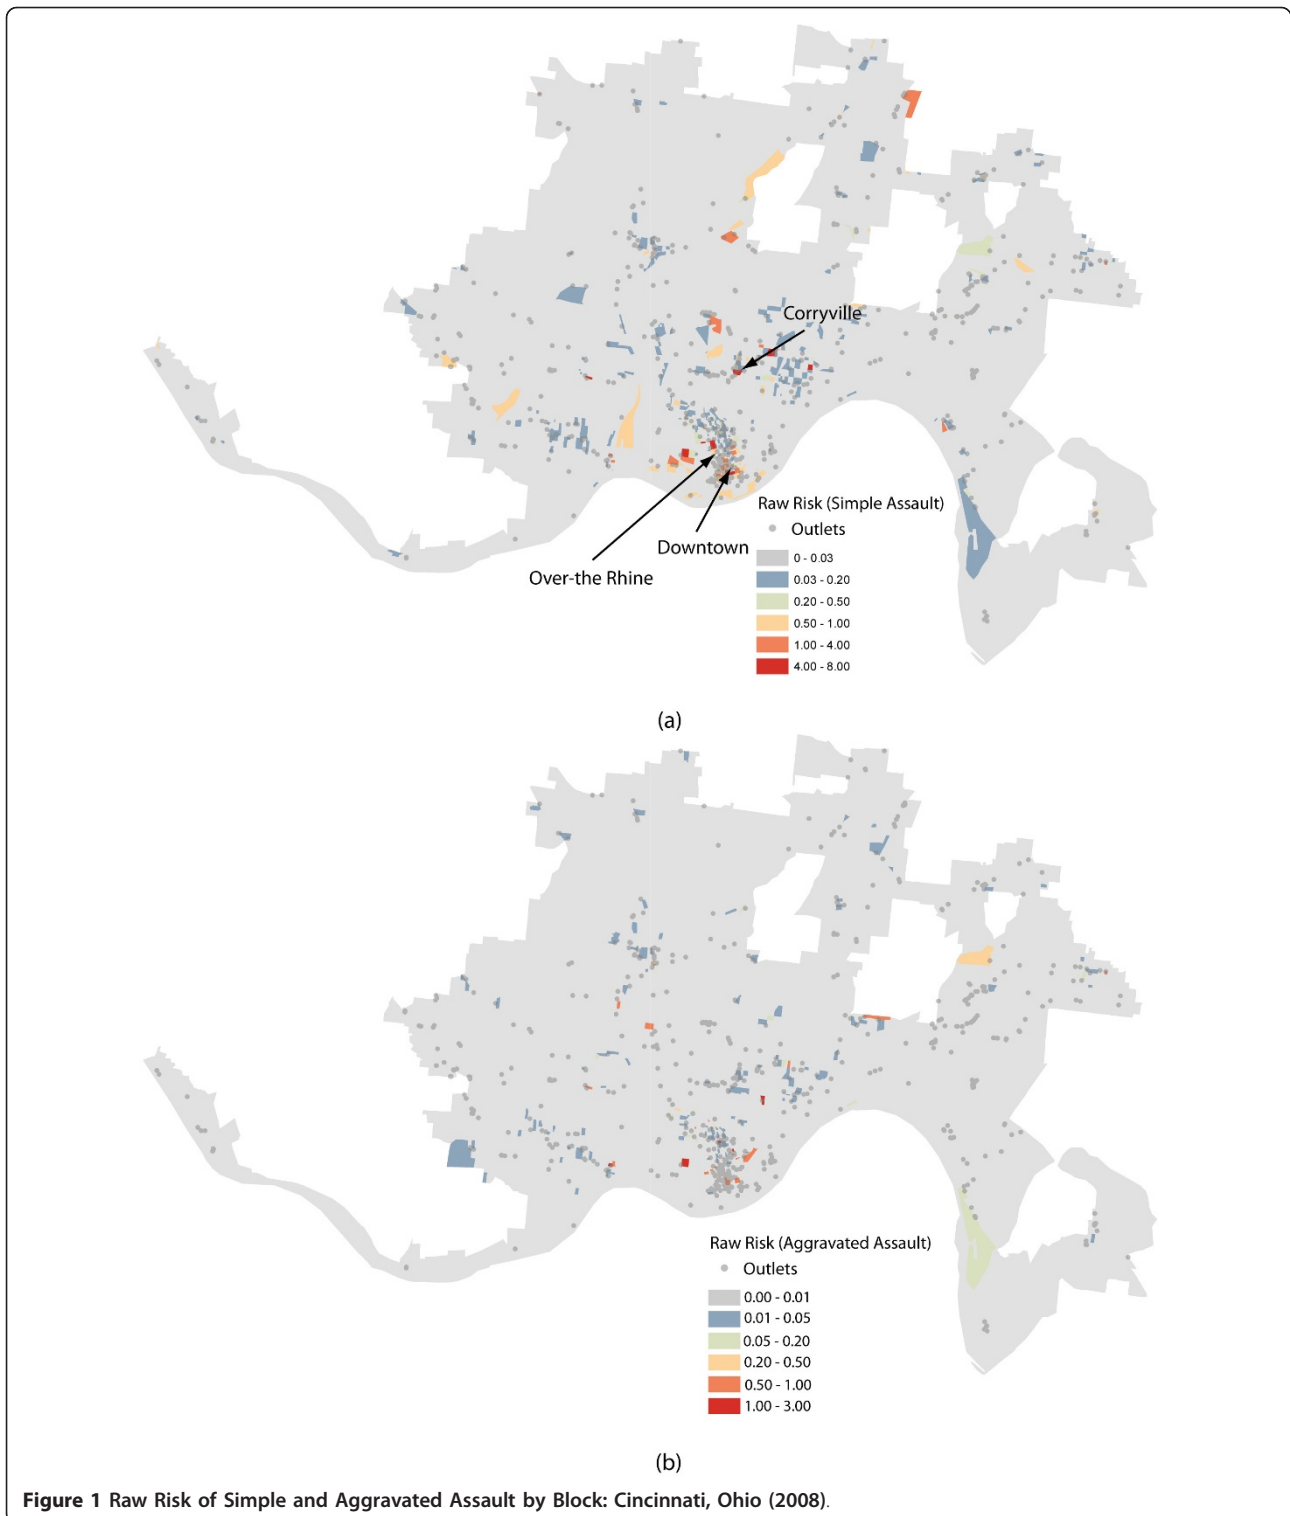 Corryville
Raw Risk (Simple Assault)
Outlets
Downtown
0 - 0.03
Over-the Rhine
0.03 - 0.20
0.20 - 0.50
0.50 - 1.00
1.00 - 4.00
4.00 - 8.00
(a)
Raw Risk (Aggravated Assault)
Outlets
0.00 - 0.01
0.01 - 0.05
0.05 - 0.20
0.20 - 0.50
0.50 - 1.00
1.00 - 3.00
(b)
Figure 1 Raw Risk of Simple and Aggravated Assault by Block: Cincinnati, Ohio (2008).